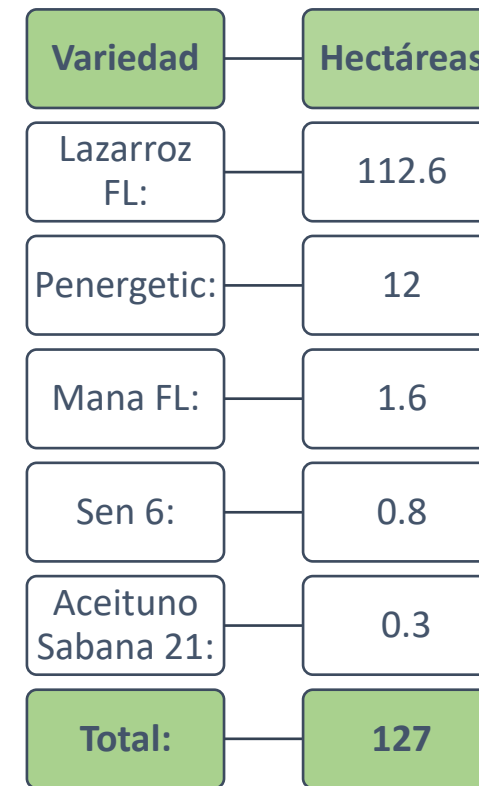 Variedad
Hectáreas
Lazarroz
FL:
112.6
Penergetic:
12
Mana FL:
1.6
Sen 6:
0.8
Aceituno
Sabana 21:
0.3
Total:
127